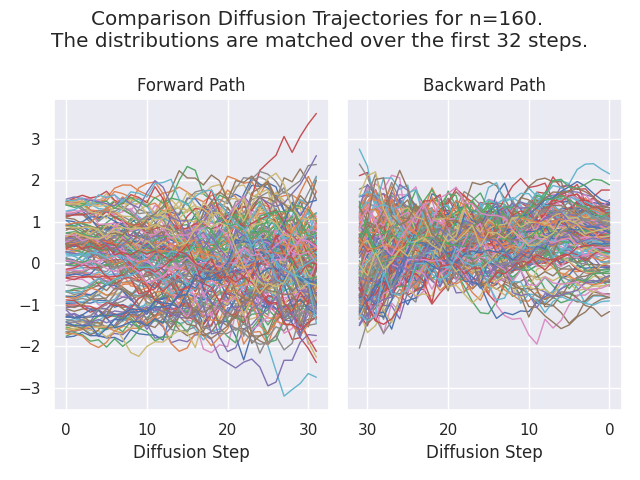 Comparison Diffusion Trajectories for n=160.
The distributions are matched over the first 32 steps.
Forward Path
Backward Path
3
2
1
0
−1
−2
−3
0 10 20 30
30 20 10 0
Diffusion Step
Diffusion Step